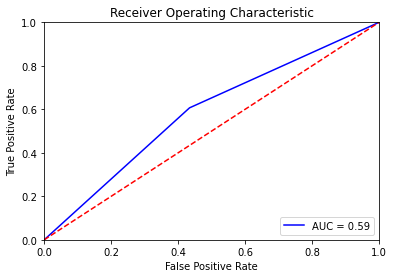 Receiver Operating Characteristic
True Positive Rate
1.0
0.8
0.6
0.4
0.2
0.0
AUC = 0.59
0.0 0.2 0.4 0.6 0.8 1.0
False Positive Rate